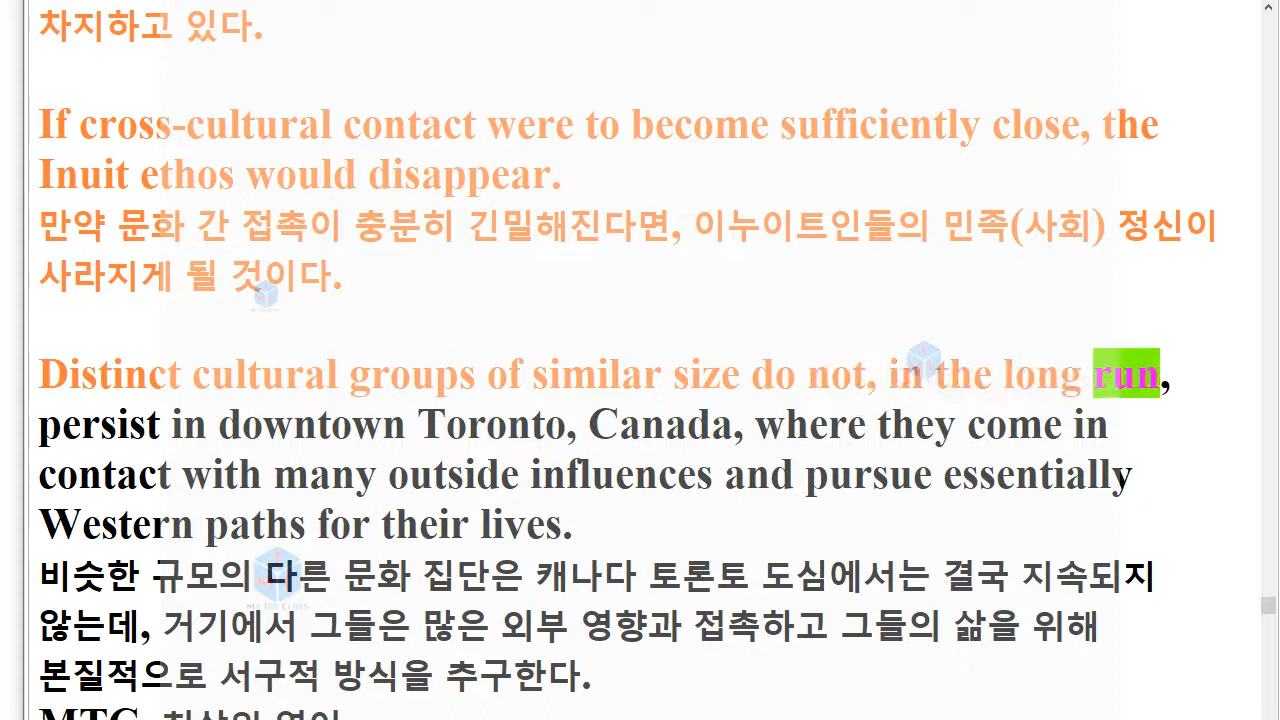 차지하고 있다.
If cross-cultural contact were to become sufficiently close, the
Inuit ethos would disappear.
만약 문화 간 접촉이 충분히 긴밀해진다면, 이누이트인들의 민족(사회) 정신이
사라지게 될 것이다.
Distinct cultural groups of similar size do not, in the long run,
persist in downtown Toronto, Canada, where they come in
contact with many outside influences and pursue essentially
Western paths for their lives.
비슷한 규모의 다른 문화 집단은 캐나다 토론토 도심에서는 결국 지속되지
않는데, 거기에서 그들은 많은 외부 영향과 접촉하고 그들의 삶을 위해
본질적으로 서구적 방식을 추구한다.
MY TOP CLASS